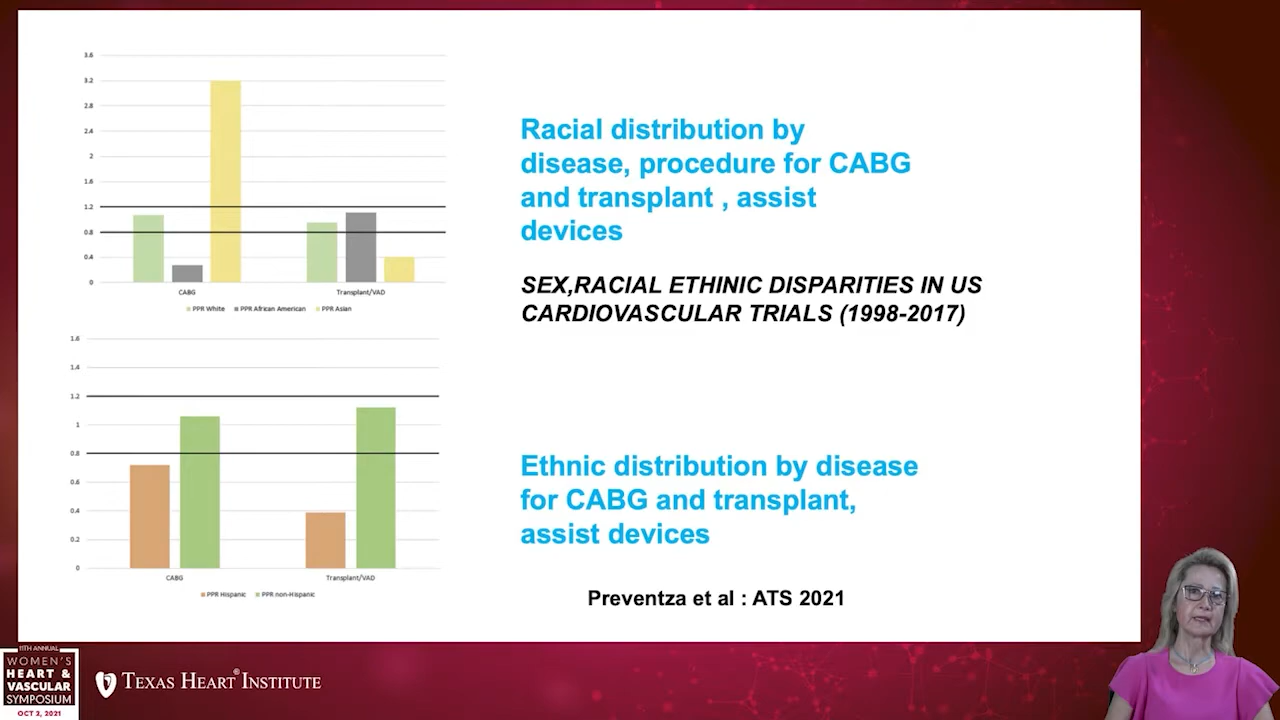 3.6
3.2
2.8
2.4
2
1.6
1.2
0.8
0.4
0
CABG
Transplant/VAD
PPR White PPR African American PPR Asian
Racial distribution by
disease, procedure for CABG
and transplant , assist
devices
SEX,RACIAL ETHINIC DISPARITIES IN US
CARDIOVASCULAR TRIALS (1998-2017)
1.6
1.4
1.2
1
0.8
0.6
0.4
0.2
0
CABG
Transplant/VAD
PPR Hispanic PPR non-Hispanic
Ethnic distribution by disease
for CABG and transplant,
assist devices
Preventza et al : ATS 2021
11TH ANNUAL
WOMEN'S
HEART &
VASCULAR
SYMPOSIUM
OCT 2, 2021
TEXAS HEART® INSTITUTE